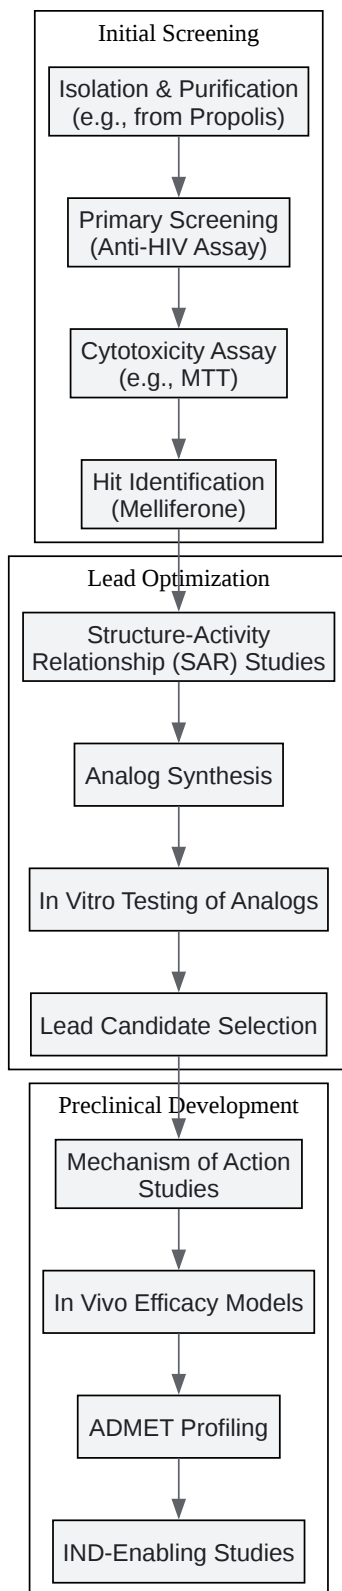 Initial Screening
Isolation & Purification
(e.g., from Propolis)
Primary Screening
(Anti-HIV Assay)
Cytotoxicity Assay
(e.g., MTT)
Hit Identification
(Melliferone)
Lead Optimization
Structure-Activity
Relationship (SAR) Studies
Analog Synthesis
In Vitro Testing of Analogs
Lead Candidate Selection
Preclinical Development
Mechanism of Action
Studies
In Vivo Efficacy Models
ADMET Profiling
IND-Enabling Studies